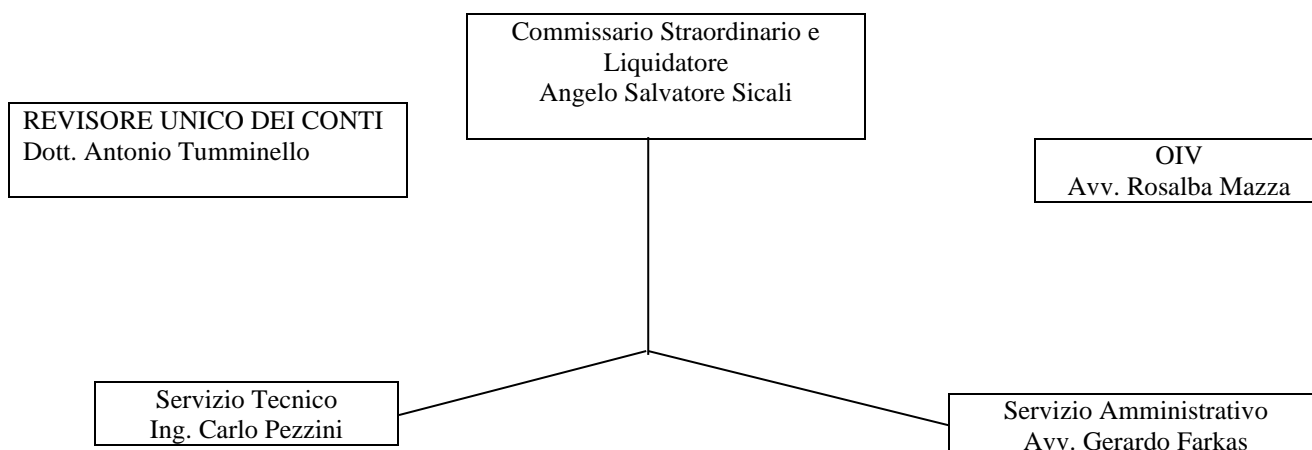 Commissario Straordinario e
Liquidatore
Angelo Salvatore Sicali
REVISORE UNICO DEI CONTI
Dott. Antonio Tumminello
OIV
Avv. Rosalba Mazza
Servizio Tecnico
Ing. Carlo Pezzini
Servizio Amministrativo
Avv. Gerardo Farkas